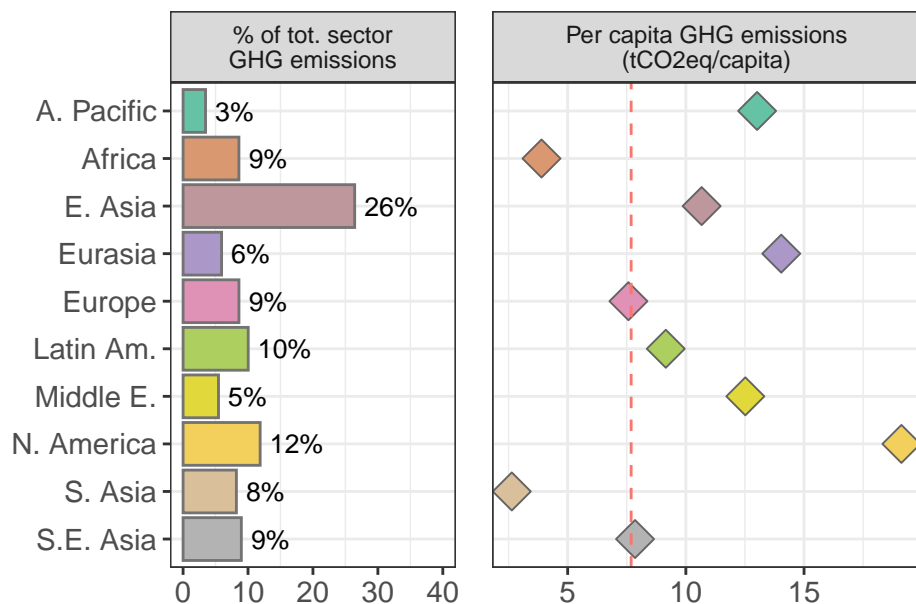 % of tot. sector
GHG emissions
Per capita GHG emissions
(tCO2eq/capita)
A. Pacific
3%
Africa
9%
E. Asia
26%
Eurasia
6%
Europe
9%
Latin Am.
10%
Middle E.
5%
N. America
12%
S. Asia
8%
S.E. Asia
9%
0 10 20 30 40
5 10 15